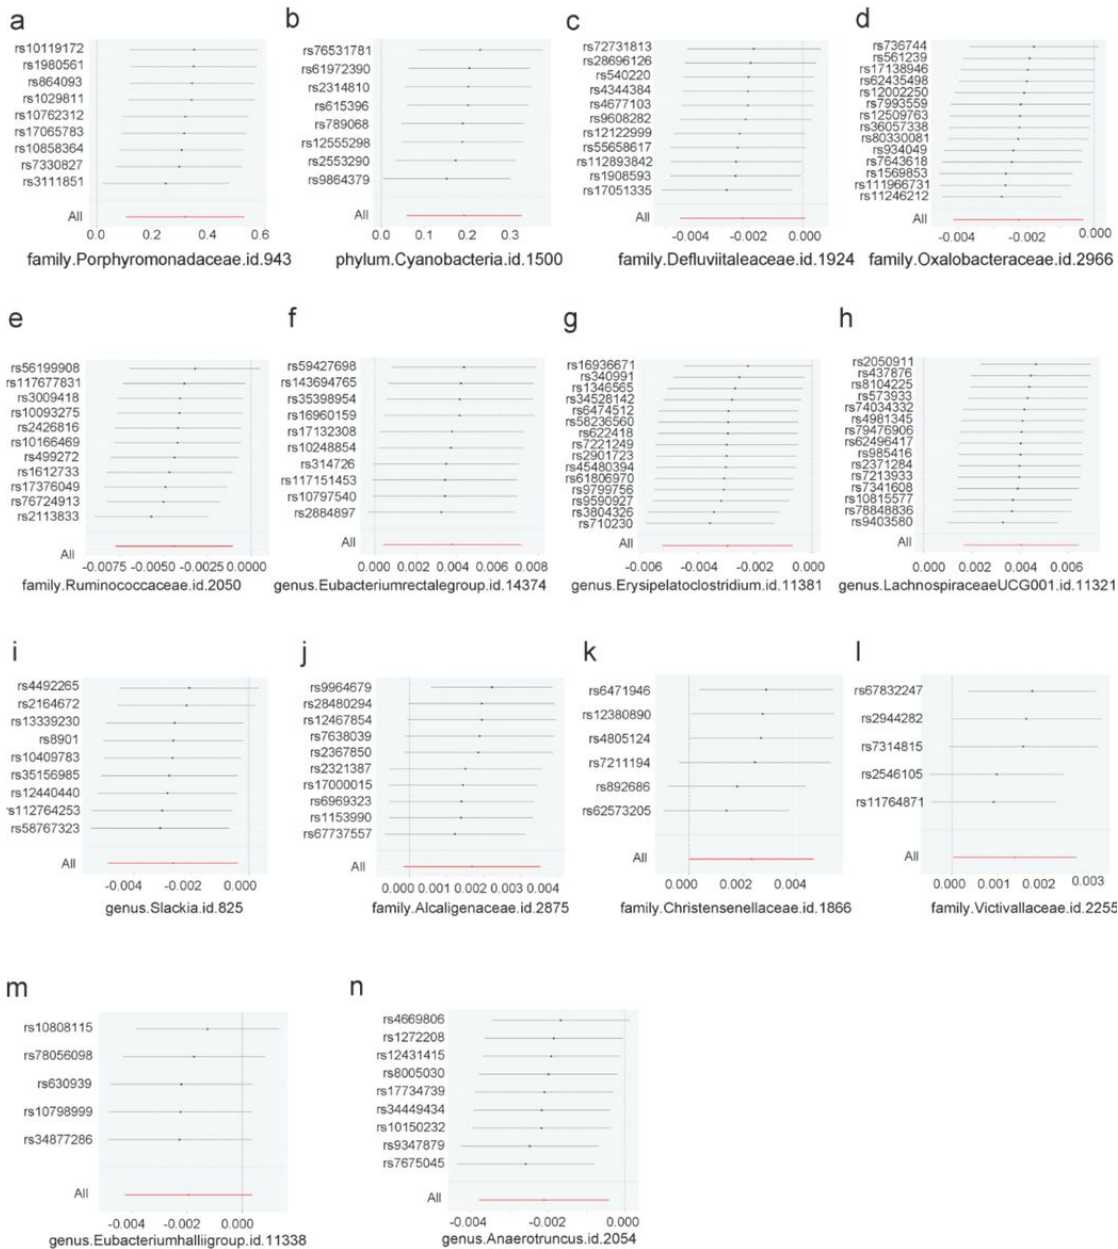 a
rs10119172
rs1980561
rs864093
rs1029811
rs10762312
rs17065783
rs10858364
rs7330827
rs3111851
All
0.0 0.2 0.4 0.6
family.Porphyromonadaceae.id.943
b
rs76531781
rs61972390
rs2314810
rs615396
rs789068
rs12555298
rs2553290
rs9864379
All
0.0 0.1 0.2 0.3
phylum.Cyanobacteria.id.1500
c
rs72731813
rs28696126
rs540220
rs4344384
rs4677103
rs9608282
rs12122999
rs55658617
rs112893842
rs1908593
rs17051335
All
-0.004 -0.002 0.000
family.Defluviitaleaceae.id.1924
d
rs736744
rs561239
rs17138946
rs62435498
rs12002250
rs7993559
rs12509763
rs36057338
rs80330081
rs934049
rs7643618
rs1569853
rs111966731
rs11246212
All
-0.004 -0.002 0.000
family.Oxalobacteraceae.id.2966
e
rs56199908
rs117677831
rs3009418
rs10093275
rs2426816
rs10166469
rs499272
rs1612733
rs17376049
rs76724913
rs2113833
All
-0.0075 -0.0050 -0.0025 0.0000
family.Ruminococcaceae.id.2050
f
rs59427698
rs143694765
rs35398954
rs16960159
rs17132308
rs10248854
rs314726
rs117151453
rs10797540
rs2884897
All
0.000 0.002 0.004 0.006 0.008
genus.Eubacteriumrectalegroup.id.14374
g
rs16936671
rs340991
rs1346565
rs34528142
rs6474512
rs58236560
rs622418
rs7221249
rs2901723
rs45480394
rs61806970
rs9799756
rs9590927
rs3804326
rs710230
All
-0.006 -0.004 -0.002 0.000
genus.Erysipelatoclostridium.id.11381
h
rs2050911
rs437876
rs8104225
rs573933
rs74034332
rs4981345
rs79476906
rs62496417
rs985416
rs2371284
rs7213933
rs7341608
rs10815577
rs78848836
rs9403580
All
0.000 0.002 0.004 0.006
genus.LachnospiraceaeUCG001.id.11321
i
rs4492265
rs2164672
rs13339230
rs8901
rs10409783
rs35156985
rs12440440
rs112764253
rs58767323
All
-0.004 -0.002 0.000
genus.Slackia.id.825
j
rs9964679
rs28480294
rs12467854
rs7638039
rs2367850
rs2321387
rs17000015
rs6969323
rs1153990
rs67737557
All
0.000 0.001 0.002 0.003 0.004
family.Alcaligenaceae.id.2875
k
rs6471946
rs12380890
rs4805124
rs7211194
rs892686
rs62573205
All
0.000 0.002 0.004
family.Christensenellaceae.id.1866
l
rs67832247
rs2944282
rs7314815
rs2546105
rs11764871
All
0.000 0.001 0.002 0.003
family.Victivallaceae.id.2255
m
rs10808115
rs78056098
rs630939
rs10798999
rs34877286
All
-0.004 -0.002 0.000
genus.Eubacteriumhalliigroup.id.11338
n
rs4669806
rs1272208
rs12431415
rs8005030
rs17734739
rs34449434
rs10150232
rs9347879
rs7675045
All
-0.004 -0.002 0.000
genus.Anaerotruncus.id.2054